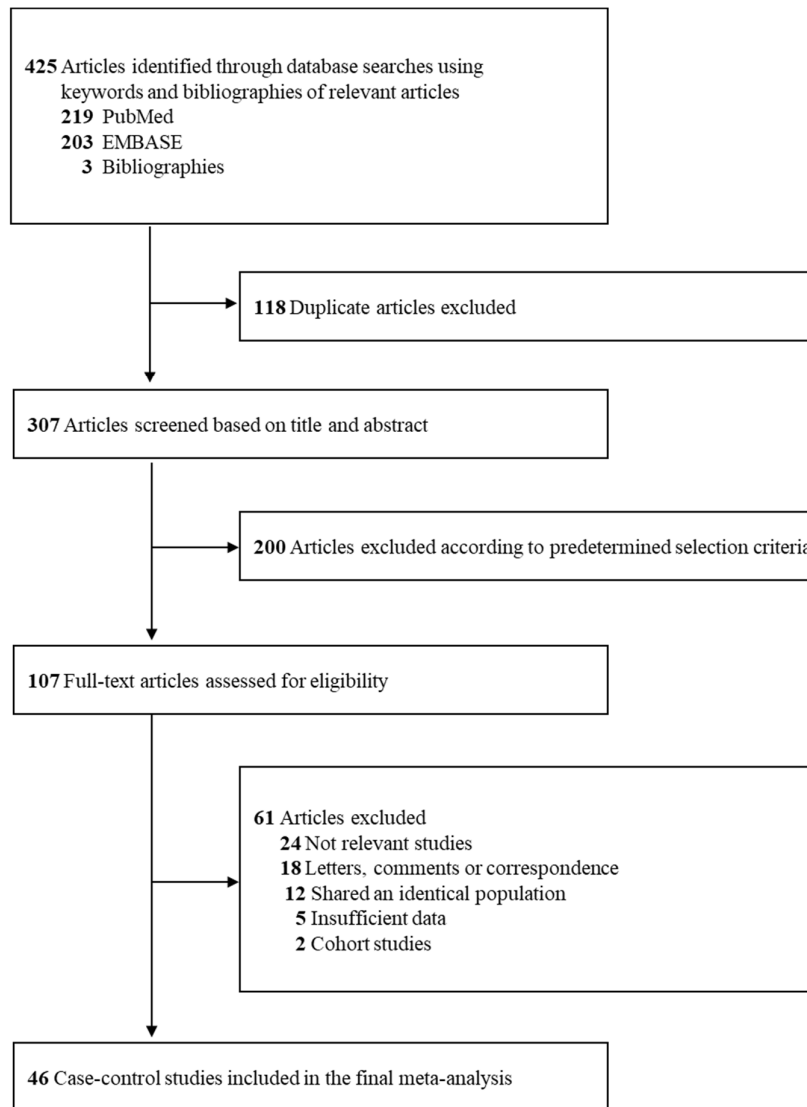 425 Articles identified through database searches using
keywords and bibliographies of relevant articles
219 PubMed
203 EMBASE
3 Bibliographies
118 Duplicate articles excluded
307 Articles screened based on title and abstract
200 Articles excluded according to predetermined selection criteria
107 Full-text articles assessed for eligibility
61 Articles excluded
24 Not relevant studies
18 Letters, comments or correspondence
12 Shared an identical population
5 Insufficient data
2 Cohort studies
46 Case-control studies included in the final meta-analysis